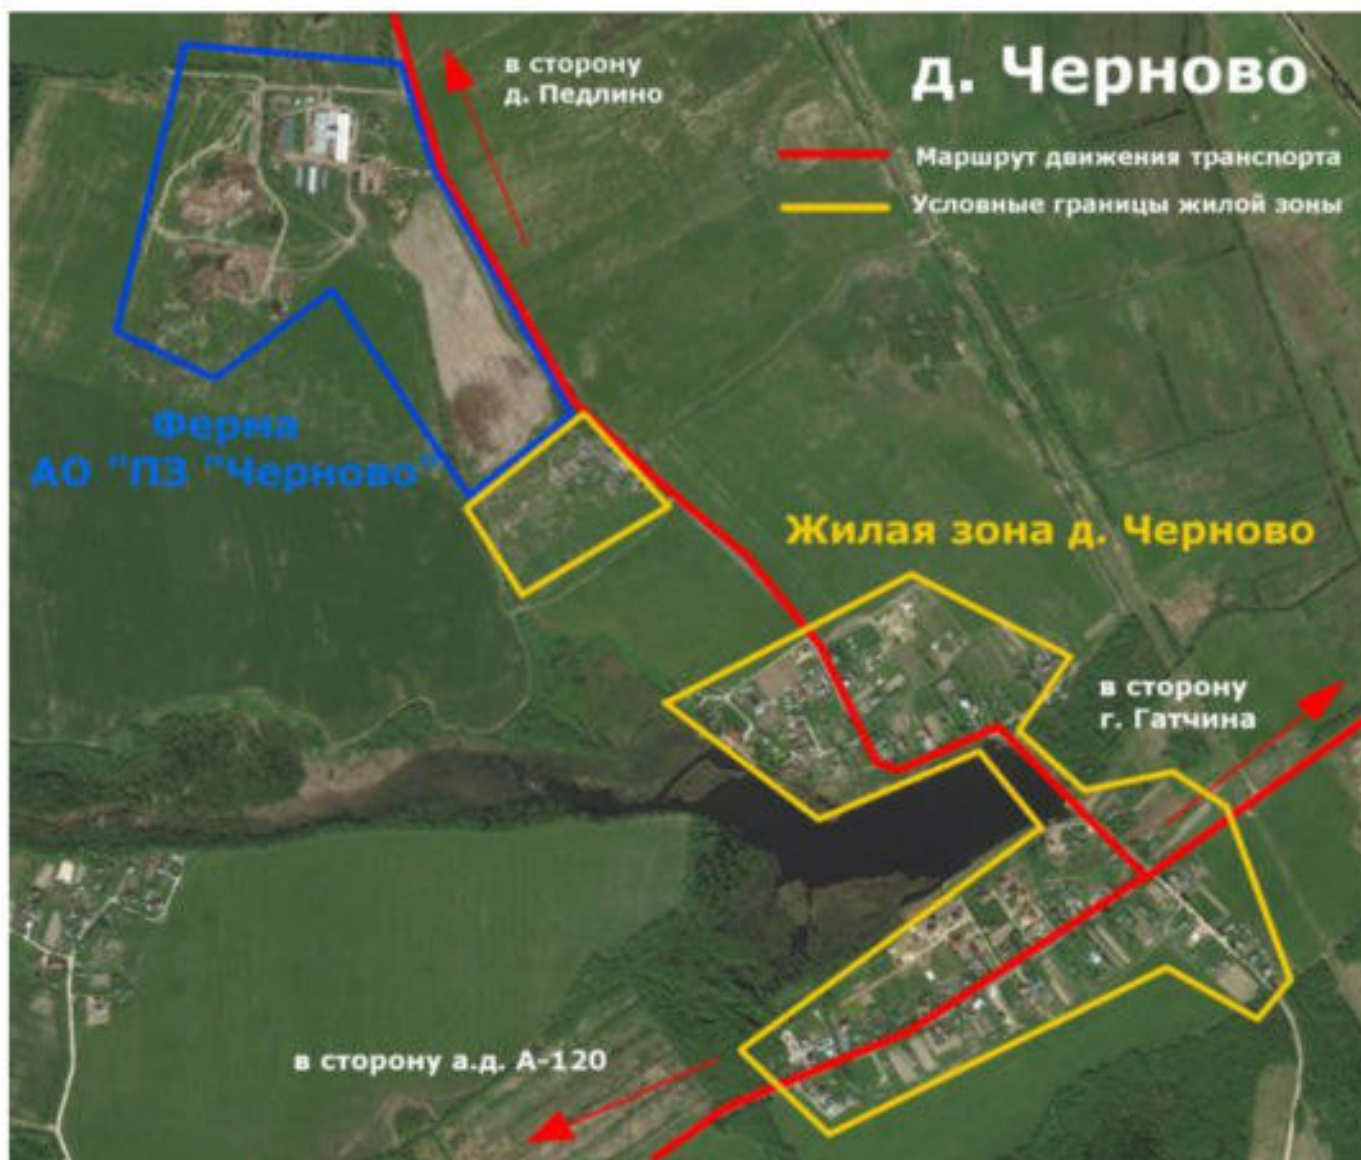 в сторону
д. Педлино
д. Черново
Маршрут движения транспорта
Условные границы жилой зоны
Ферма
АО "ПЗ "Черново"
Жилая зона д. Черново
в сторону
г. Гатчина
в сторону а.д. А-120